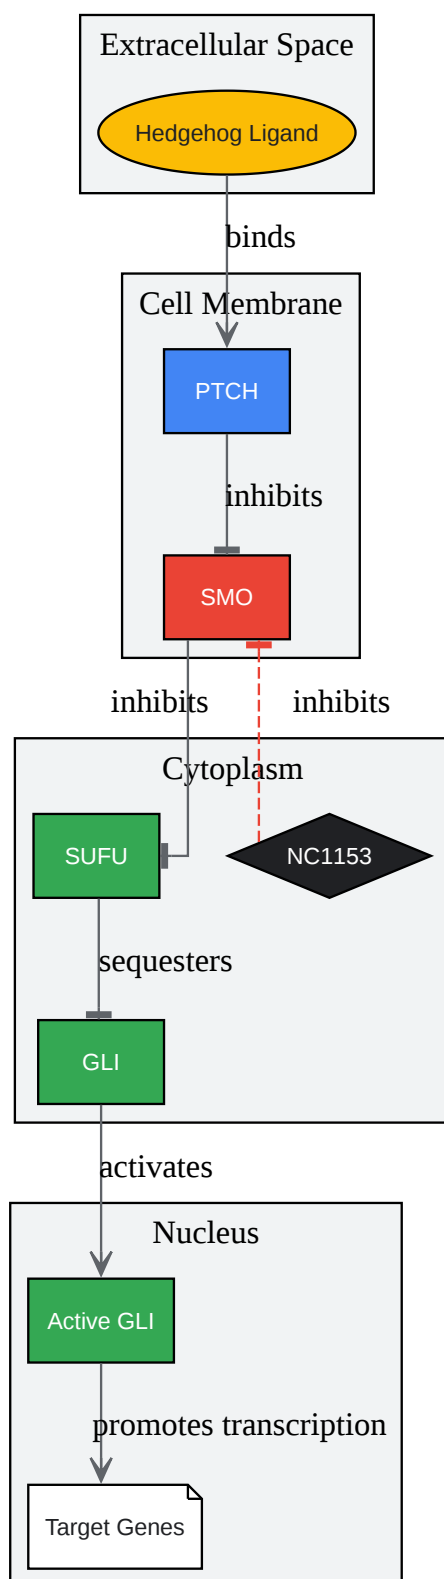 Extracellular Space
Hedgehog Ligand
binds
Cell Membrane
PTCH
inhibits
SMO
inhibits
inhibits
Cytoplasm
SUFU
NC1153
sequesters
GLI
activates
Nucleus
Active GLI
promotes transcription
Target Genes